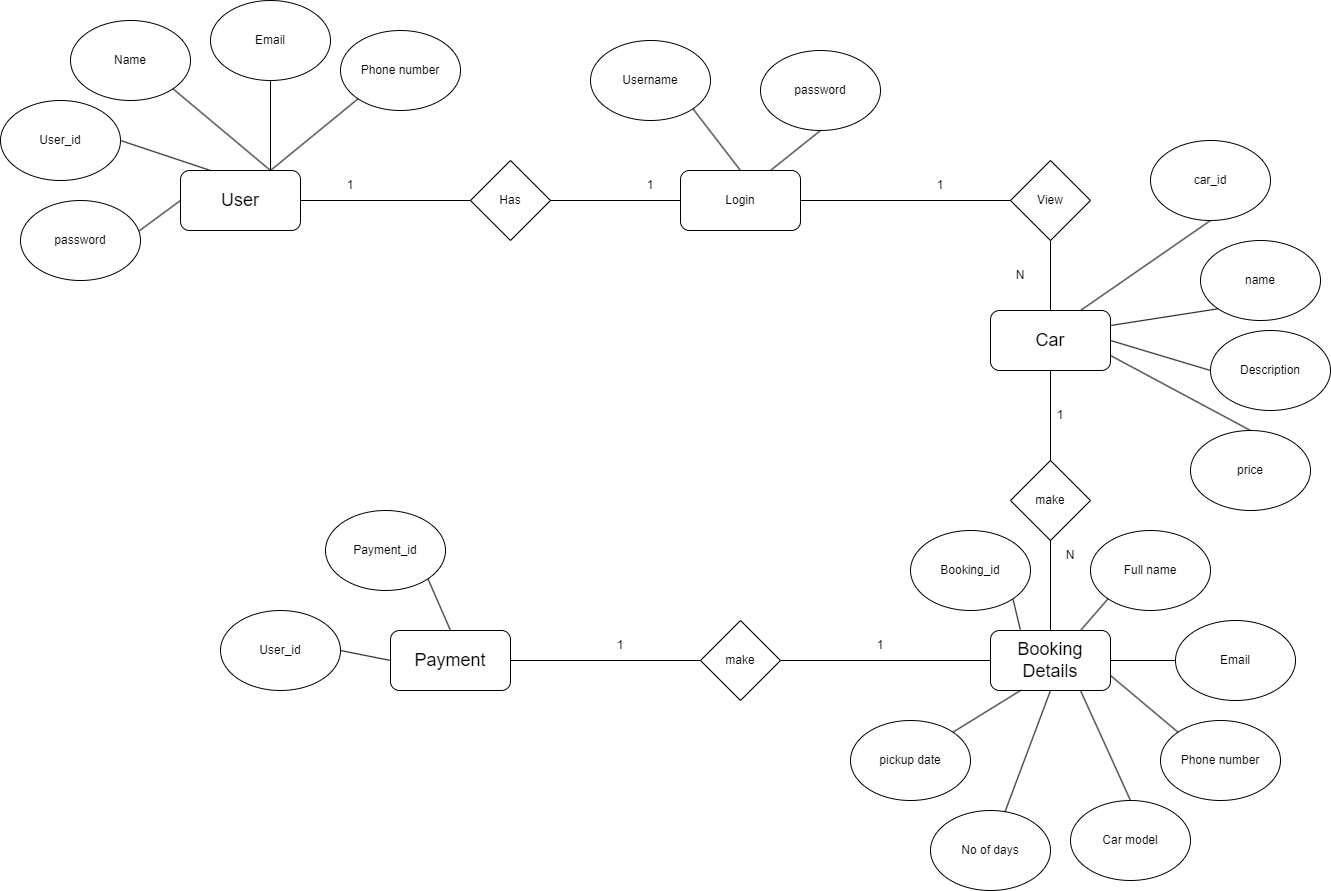 Email
Name
Phone number
Username
password
User_id
car_id
User
1
Has
1
Login
1
View
password
N
name
Car
Description
1
price
make
Payment_id
N
Booking_id
Full name
User_id
Payment
1
make
1
Booking
Details
Email
pickup date
Phone number
No of days
Car model